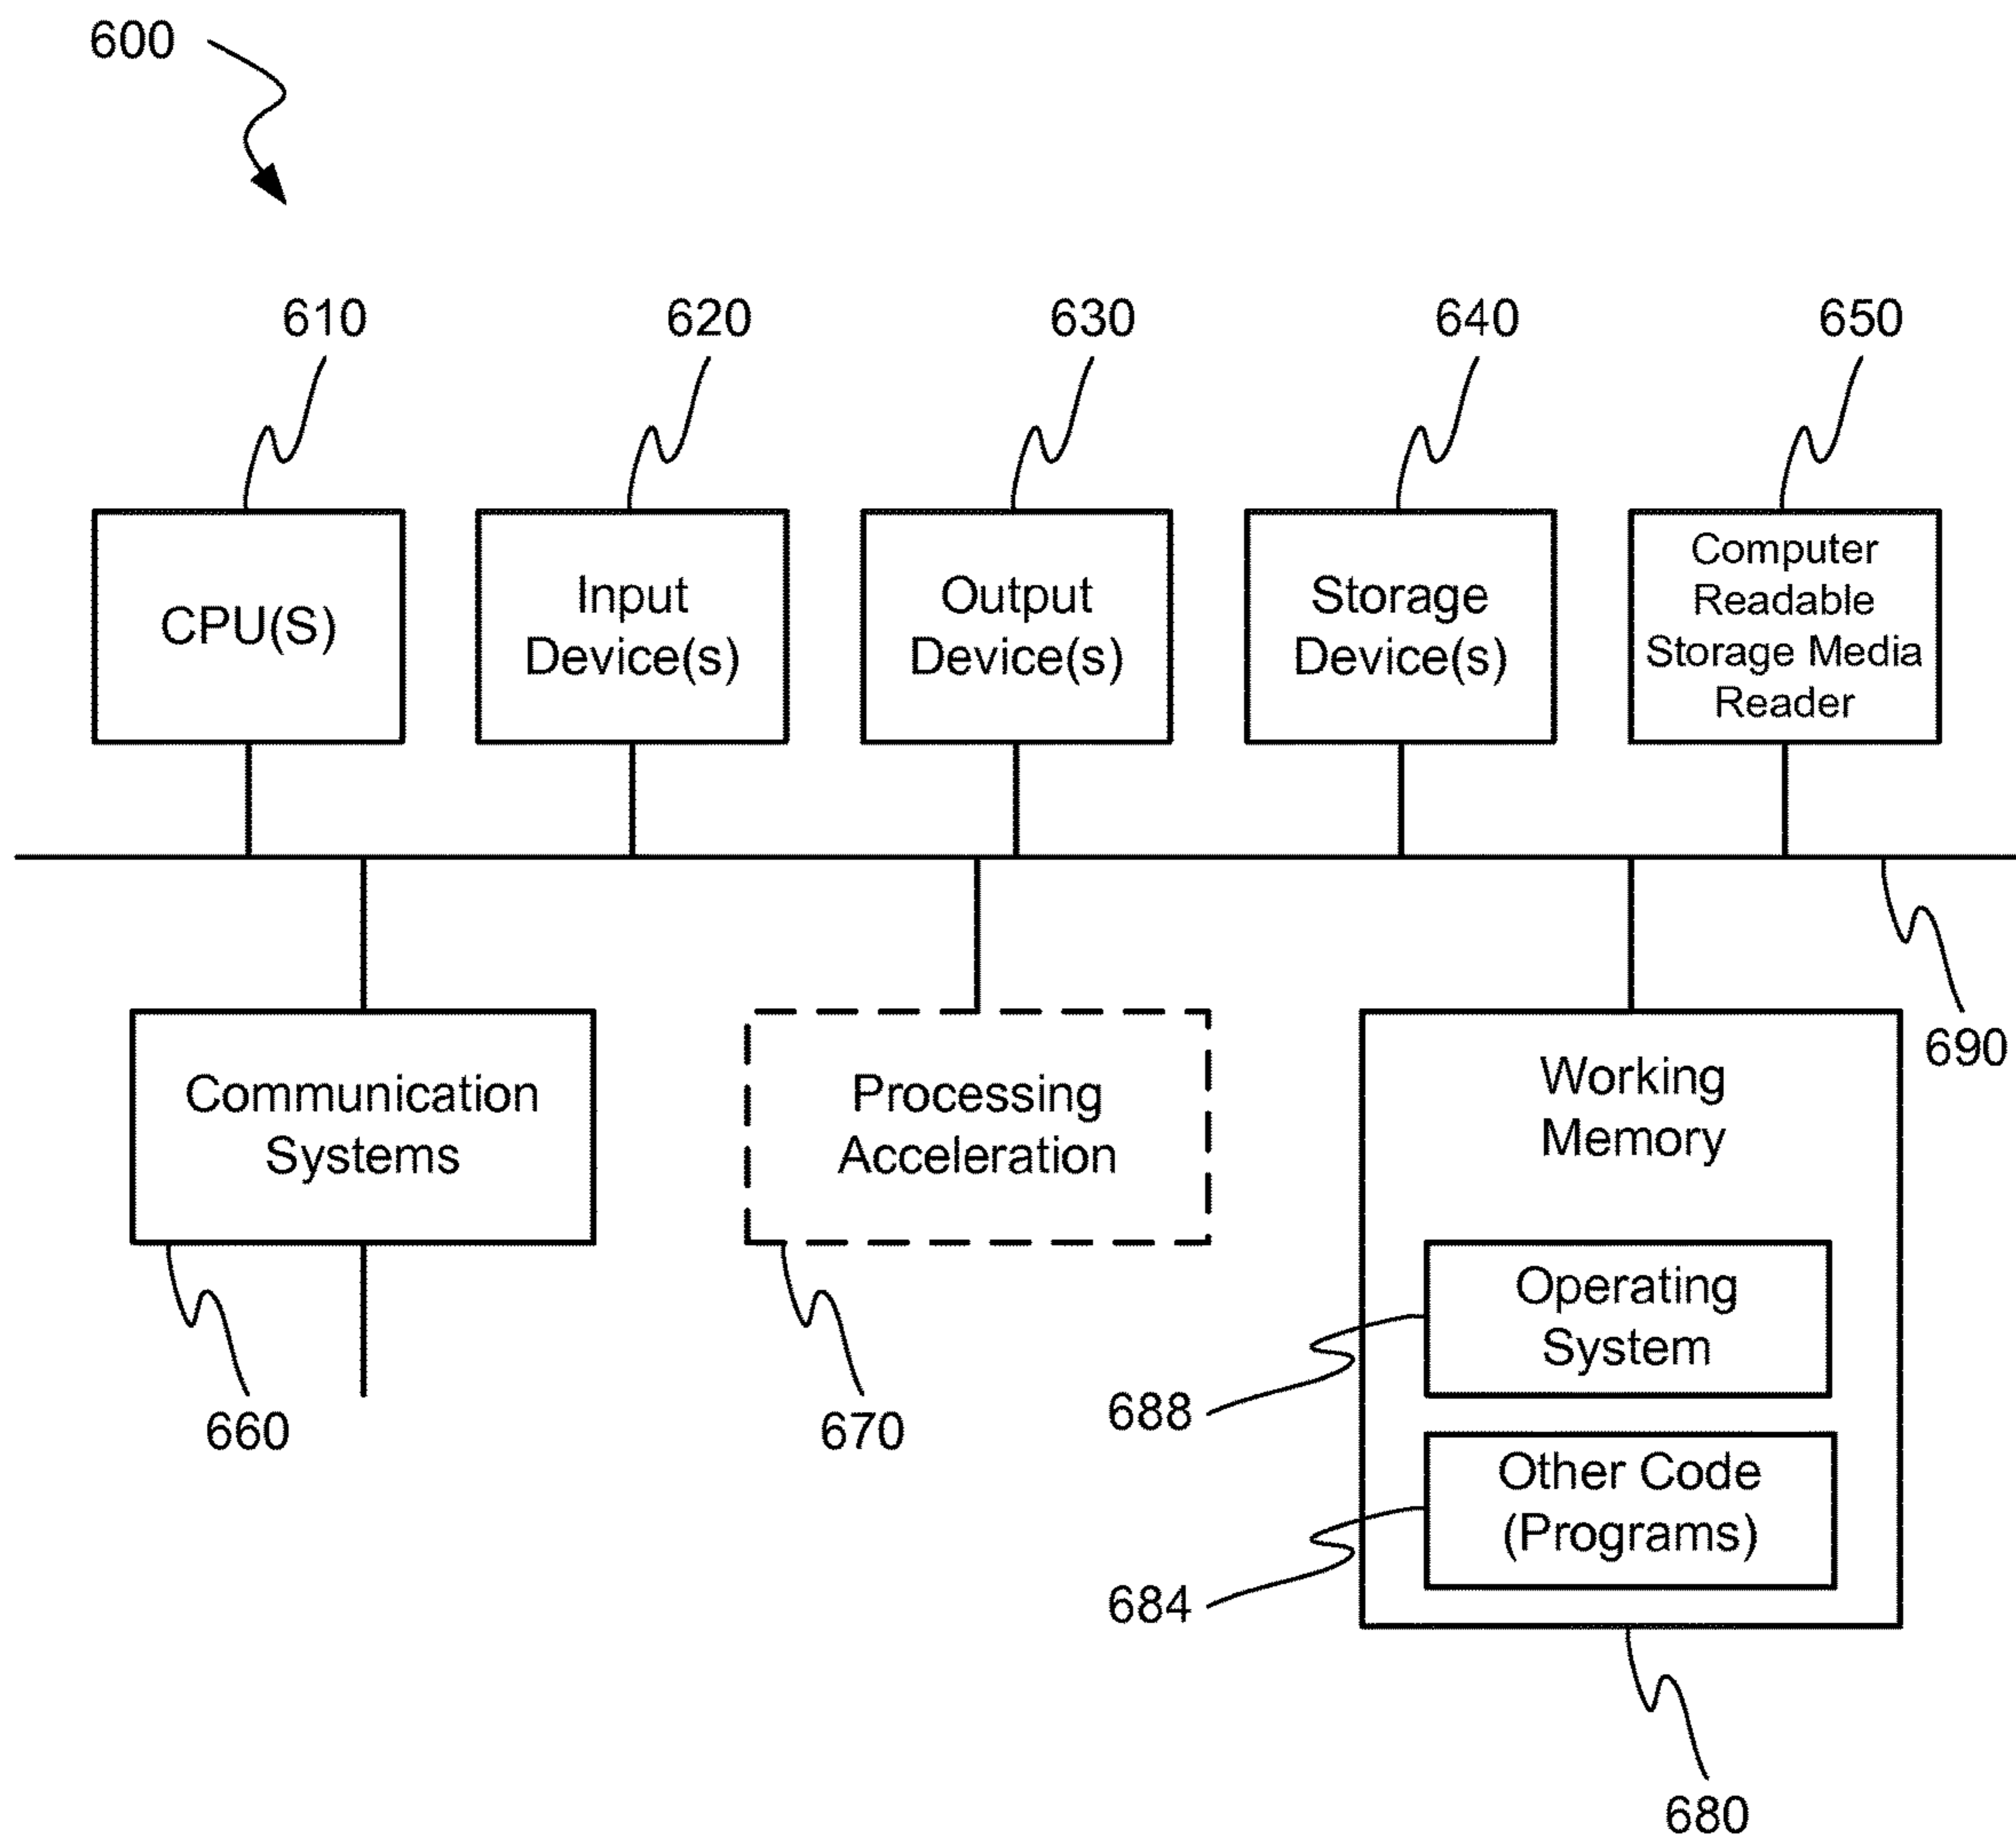 600
610
620
630
640
650
CPU(S)
Input
Device(s)
Output
Device(s)
Storage
Device(s)
Computer
Readable
Storage Media
Reader
690
Communication
Systems
Processing
Acceleration
Working
Memory
Operating
System
688
Other Code
(Programs)
684
660
670
680